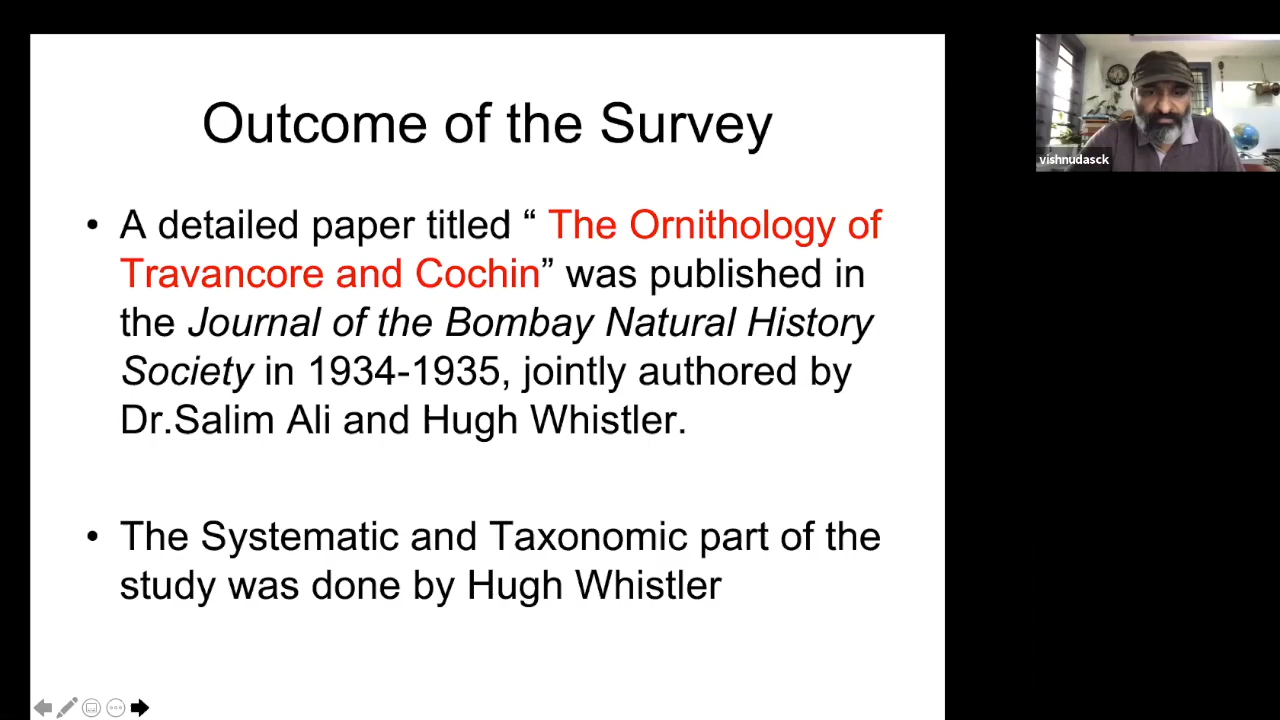 Outcome of the Survey
• A detailed paper titled “ The Ornithology of
Travancore and Cochin” was published in
the Journal of the Bombay Natural History
Society in 1934-1935, jointly authored by
Dr.Salim Ali and Hugh Whistler.
• The Systematic and Taxonomic part of the
study was done by Hugh Whistler
vishnudasck